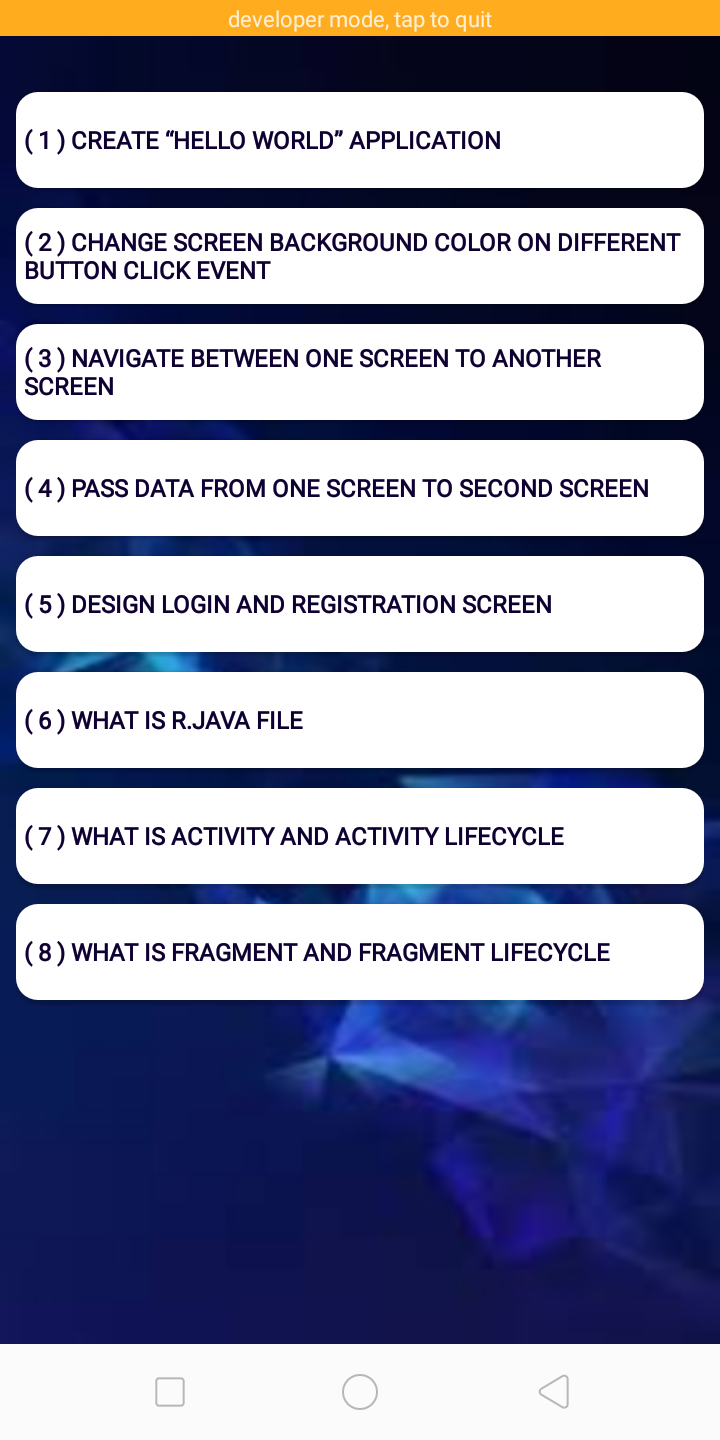 developer mode, tap to quit
( 1 ) CREATE “HELLO WORLD” APPLICATION
( 2 ) CHANGE SCREEN BACKGROUND COLOR ON DIFFERENT
BUTTON CLICK EVENT
( 3 ) NAVIGATE BETWEEN ONE SCREEN TO ANOTHER
SCREEN
( 4 ) PASS DATA FROM ONE SCREEN TO SECOND SCREEN
( 5 ) DESIGN LOGIN AND REGISTRATION SCREEN
( 6 ) WHAT IS R.JAVA FILE
( 7 ) WHAT IS ACTIVITY AND ACTIVITY LIFECYCLE
( 8 ) WHAT IS FRAGMENT AND FRAGMENT LIFECYCLE